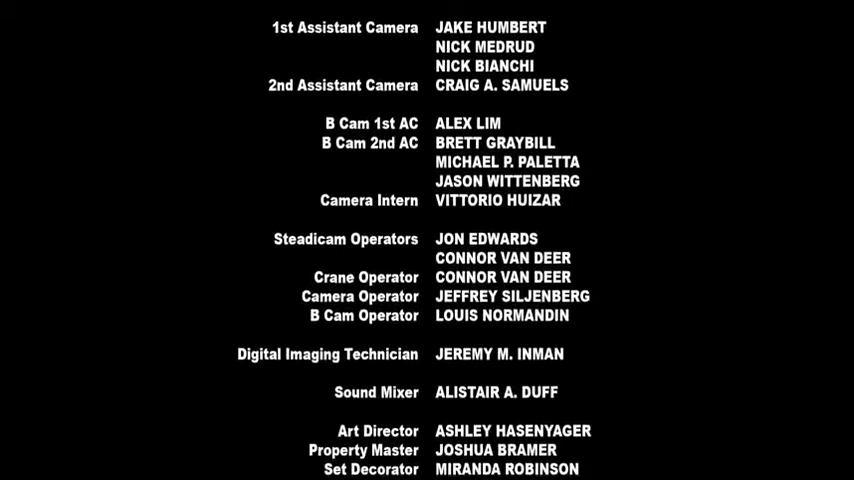 1st Assistant Camera JAKE HUMBERT
NICK MEDRUD
NICK BIANCHI
2nd Assistant Camera CRAIG A. SAMUELS
B Cam 1st AC ALEX LIM
B Cam 2nd AC BRETT GRAYBILL
MICHAEL P. PALETTA
JASON WITTENBERG
Camera Intern VITTORIO HUIZAR
Steadicam Operators JON EDWARDS
CONNOR VAN DEER
Crane Operator CONNOR VAN DEER
Camera Operator JEFFREY SILJENBERG
B Cam Operator LOUIS NORMANDIN
Digital Imaging Technician JEREMY M. INMAN
Sound Mixer ALISTAIR A. DUFF
Art Director ASHLEY HASENYAGER
Property Master JOSHUA BRAMER
Set Decorator MIRANDA ROBINSON